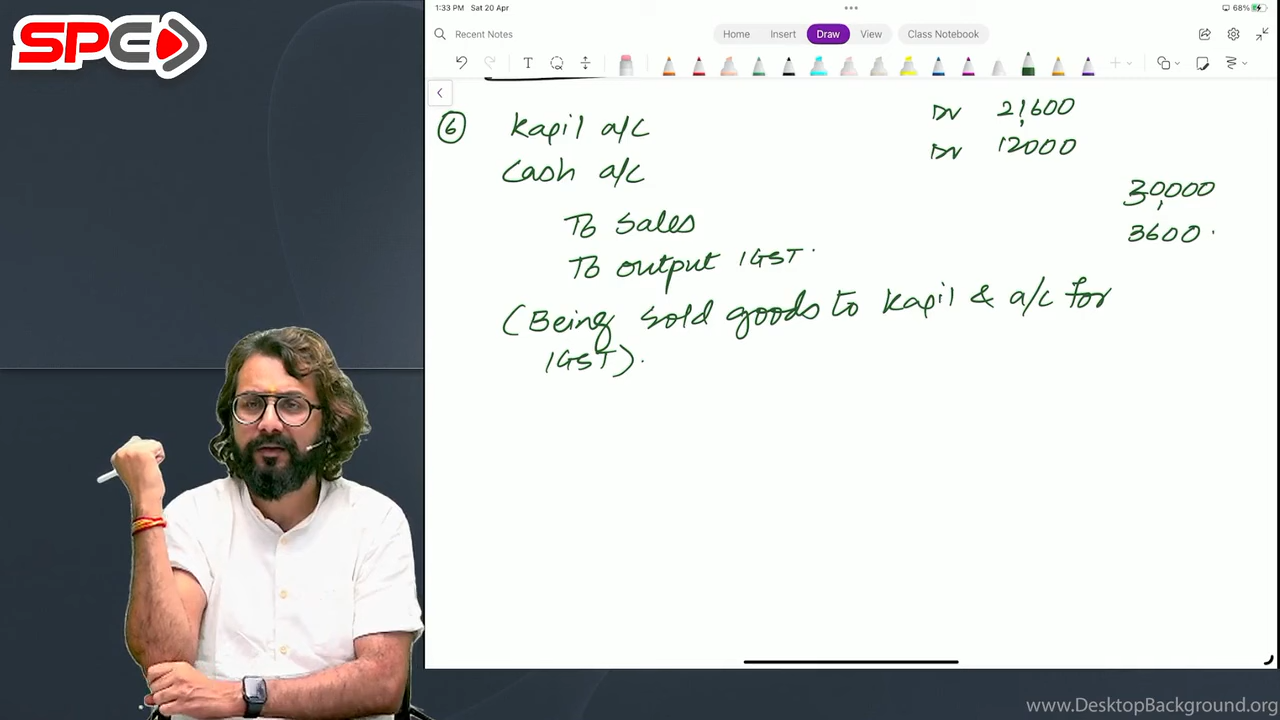 SPE
1:33 PM Sat 20 Apr
68%
Recent Notes
Home Insert Draw View Class Notebook
T
6 Kapil a/c Dr 21,600
Cash a/c Dr 12000
To Sales 30,000
To output IGST 3600
(Being sold goods to Kapil & a/c for
IGST).
www.DesktopBackground.org